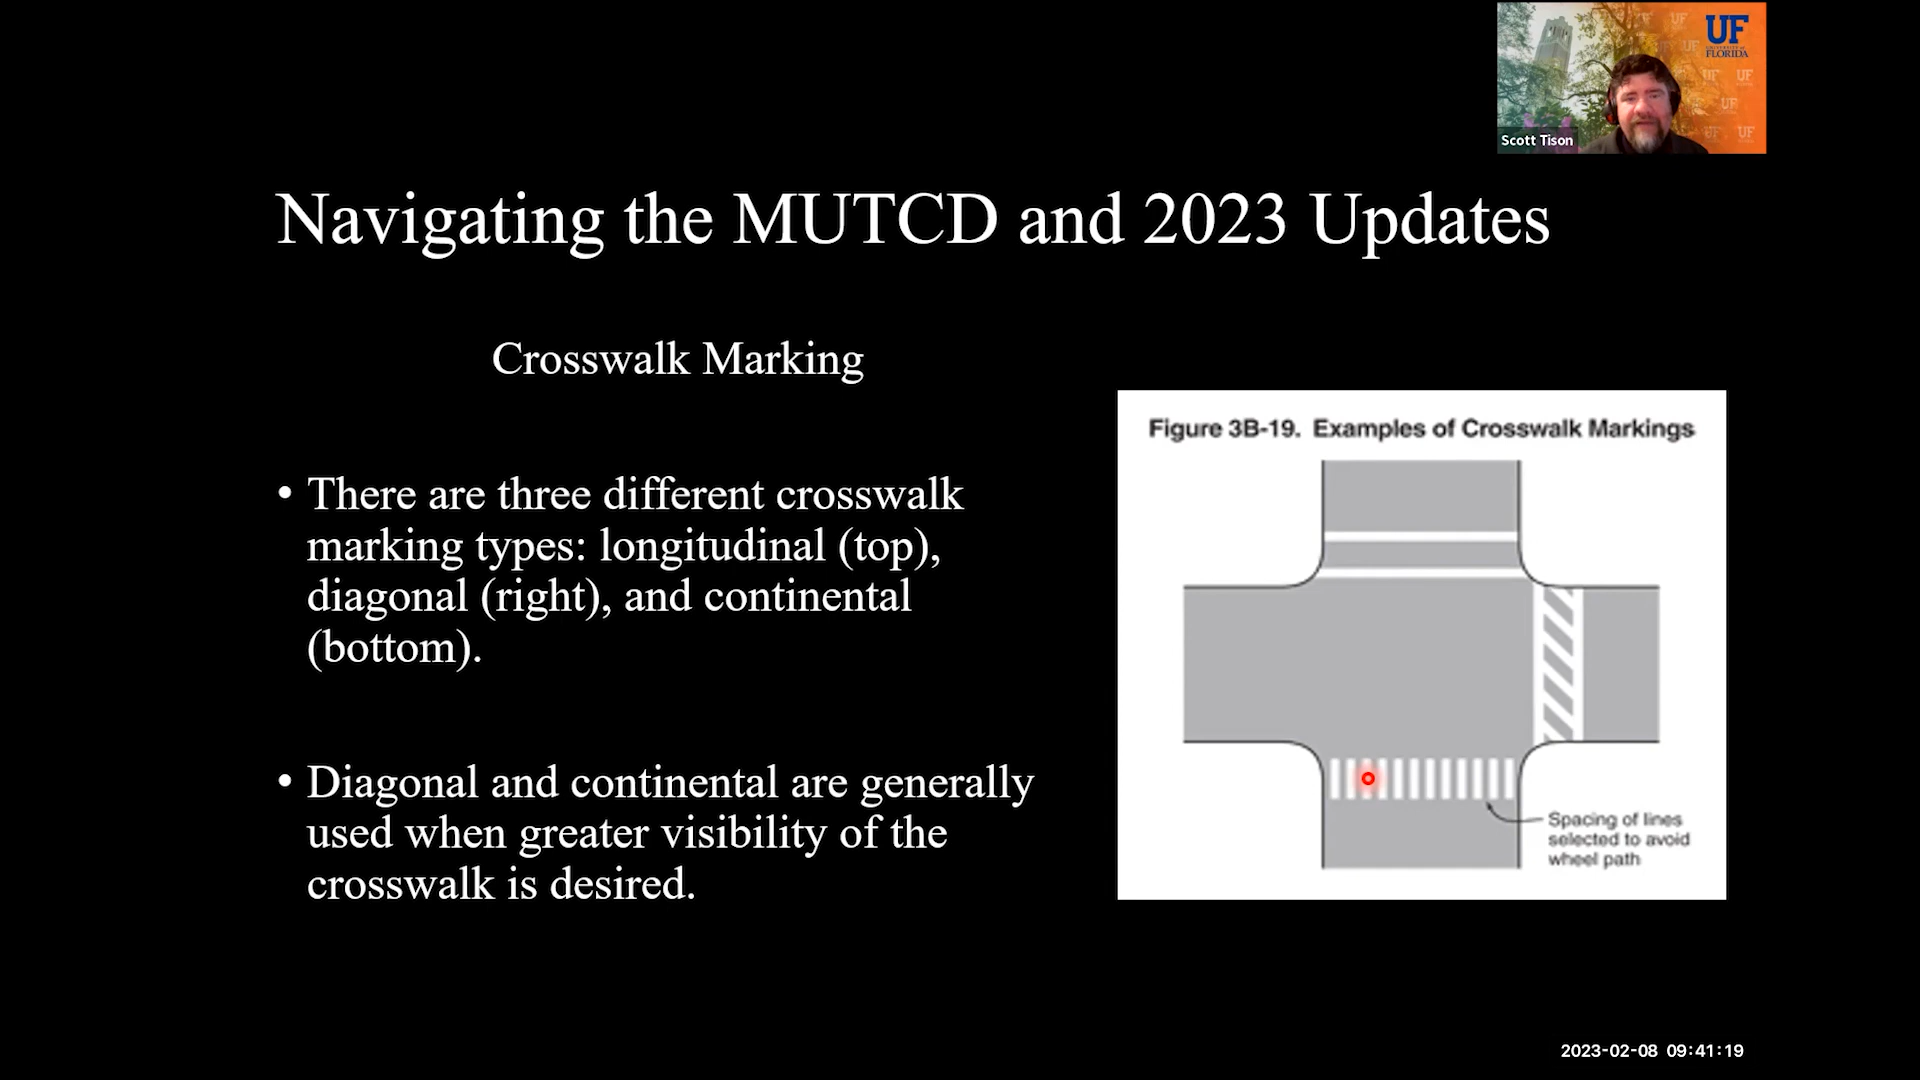 UF
UNIVERSITY of
FLORIDA
Scott Tison
Navigating the MUTCD and 2023 Updates
Crosswalk Marking
• There are three different crosswalk
marking types: longitudinal (top),
diagonal (right), and continental
(bottom).
• Diagonal and continental are generally
used when greater visibility of the
crosswalk is desired.
Figure 3B-19. Examples of Crosswalk Markings
Spacing of lines
selected to avoid
wheel path
2023-02-08 09:41:19